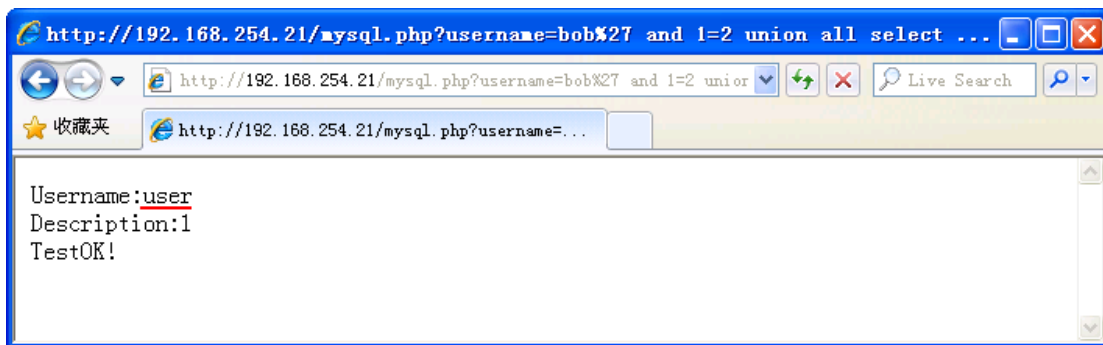 http://192.168.254.21/mysql.php?username=bob%27 and 1=2 union all select ...
http://192.168.254.21/mysql.php?username=bob%27 and 1=2 union
Live Search
收藏夹
http://192.168.254.21/mysql.php?username=...
Username:user
Description:1
TestOK!